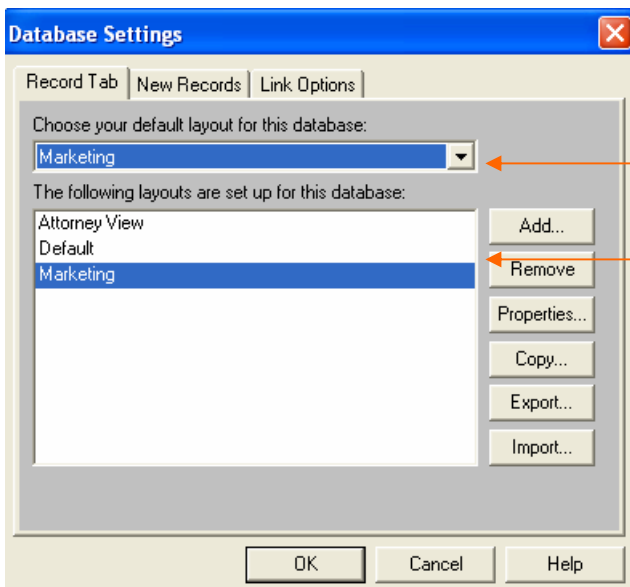 Database Settings
Record Tab New Records Link Options
Choose your default layout for this database:
Marketing
The following layouts are set up for this database:
Attorney View
Default
Marketing
Add...
Remove
Properties...
Copy...
Export...
Import...
OK Cancel Help